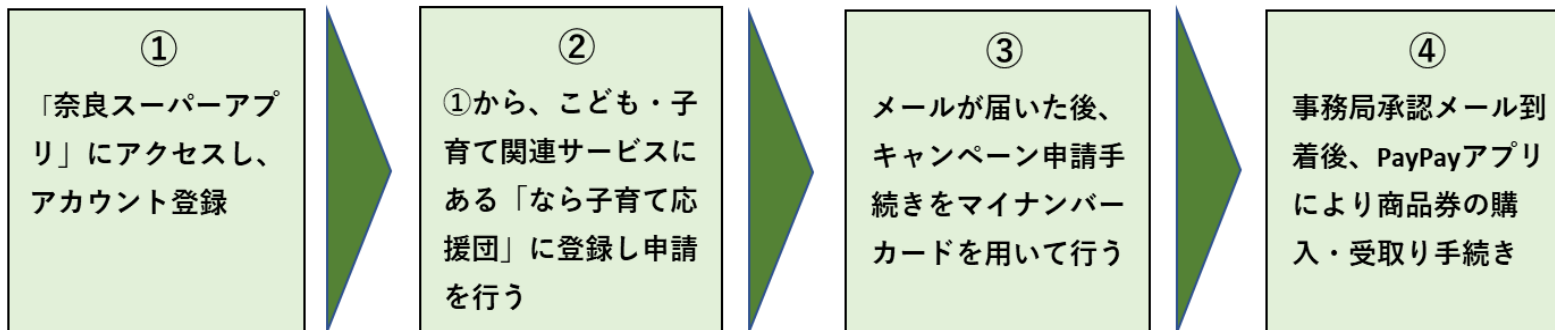 ①
「奈良スーパーアプ
リ」にアクセスし、
アカウント登録
②
①から、こども・子
育て関連サービスに
ある「なら子育て応
援団」に登録し申請
を行う
③
メールが届いた後、
キャンペーン申請手
続きをマイナンバー
カードを用いて行う
④
事務局承認メール到
着後、PayPayアプリ
により商品券の購
入・受取り手続き